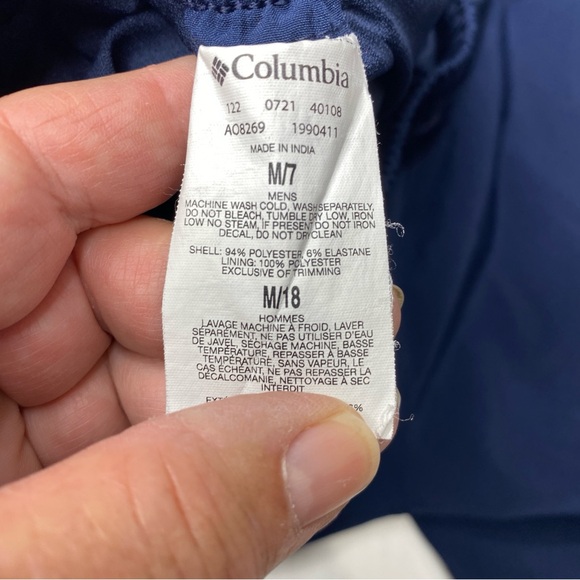 Columbia
122 0721 40108
AO8269 1990411
MADE IN INDIA
M/7
MENS
MACHINE WASH COLD, WASH SEPARATELY,
DO NOT BLEACH, TUMBLE DRY LOW, IRON
LOW NO STEAM, IF PRESENT DO NOT IRON
DECAL, DO NOT DRYCLEAN
SHELL: 94% POLYESTER, 6% ELASTANE
LINING: 100% POLYESTER
EXCLUSIVE OF TRIMMING
M/18
HOMMES
LAVAGE MACHINE À FROID, LAVER
SÉPARÉMENT, NE PAS UTILISER D'EAU
DE JAVEL, SÉCHAGE MACHINE, BASSE
TEMPÉRATURE, REPASSER À BASSE
TEMPÉRATURE, SANS VAPEUR, LE
CAS ÉCHÉANT, NE PAS REPASSER LA
DÉCALCOMANIE, NETTOYAGE À SEC
INTERDIT